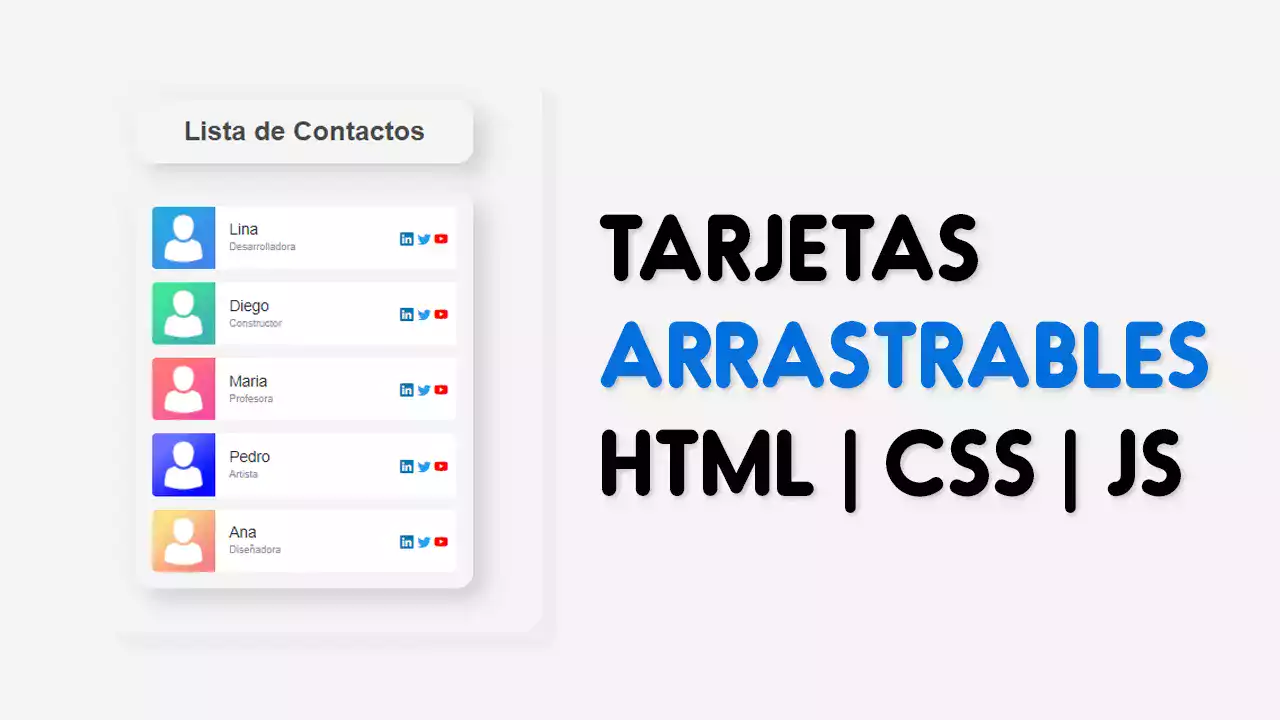 Lista de Contactos
Lina
Desarrolladora
Diego
Constructor
Maria
Profesora
Pedro
Artista
Ana
Diseñadora
TARJETAS
ARRASTRABLES
HTML | CSS | JS